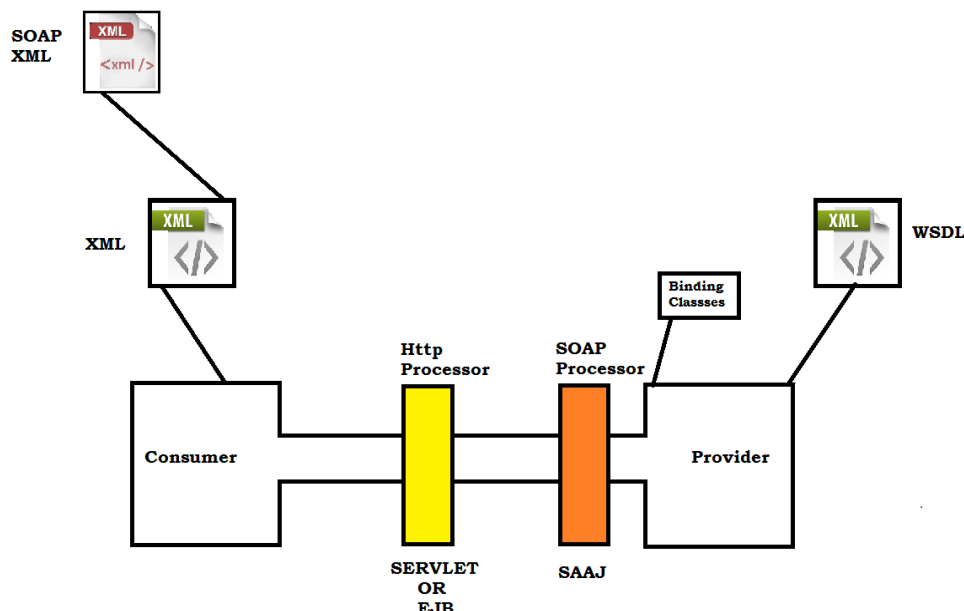 SOAP
XML
XML
<xml />
XML
XML
</>
XML
</>
WSDL
Binding
Classses
Http
Processor
SOAP
Processor
Consumer
Provider
SERVLET
OR
EJB
SAAJ